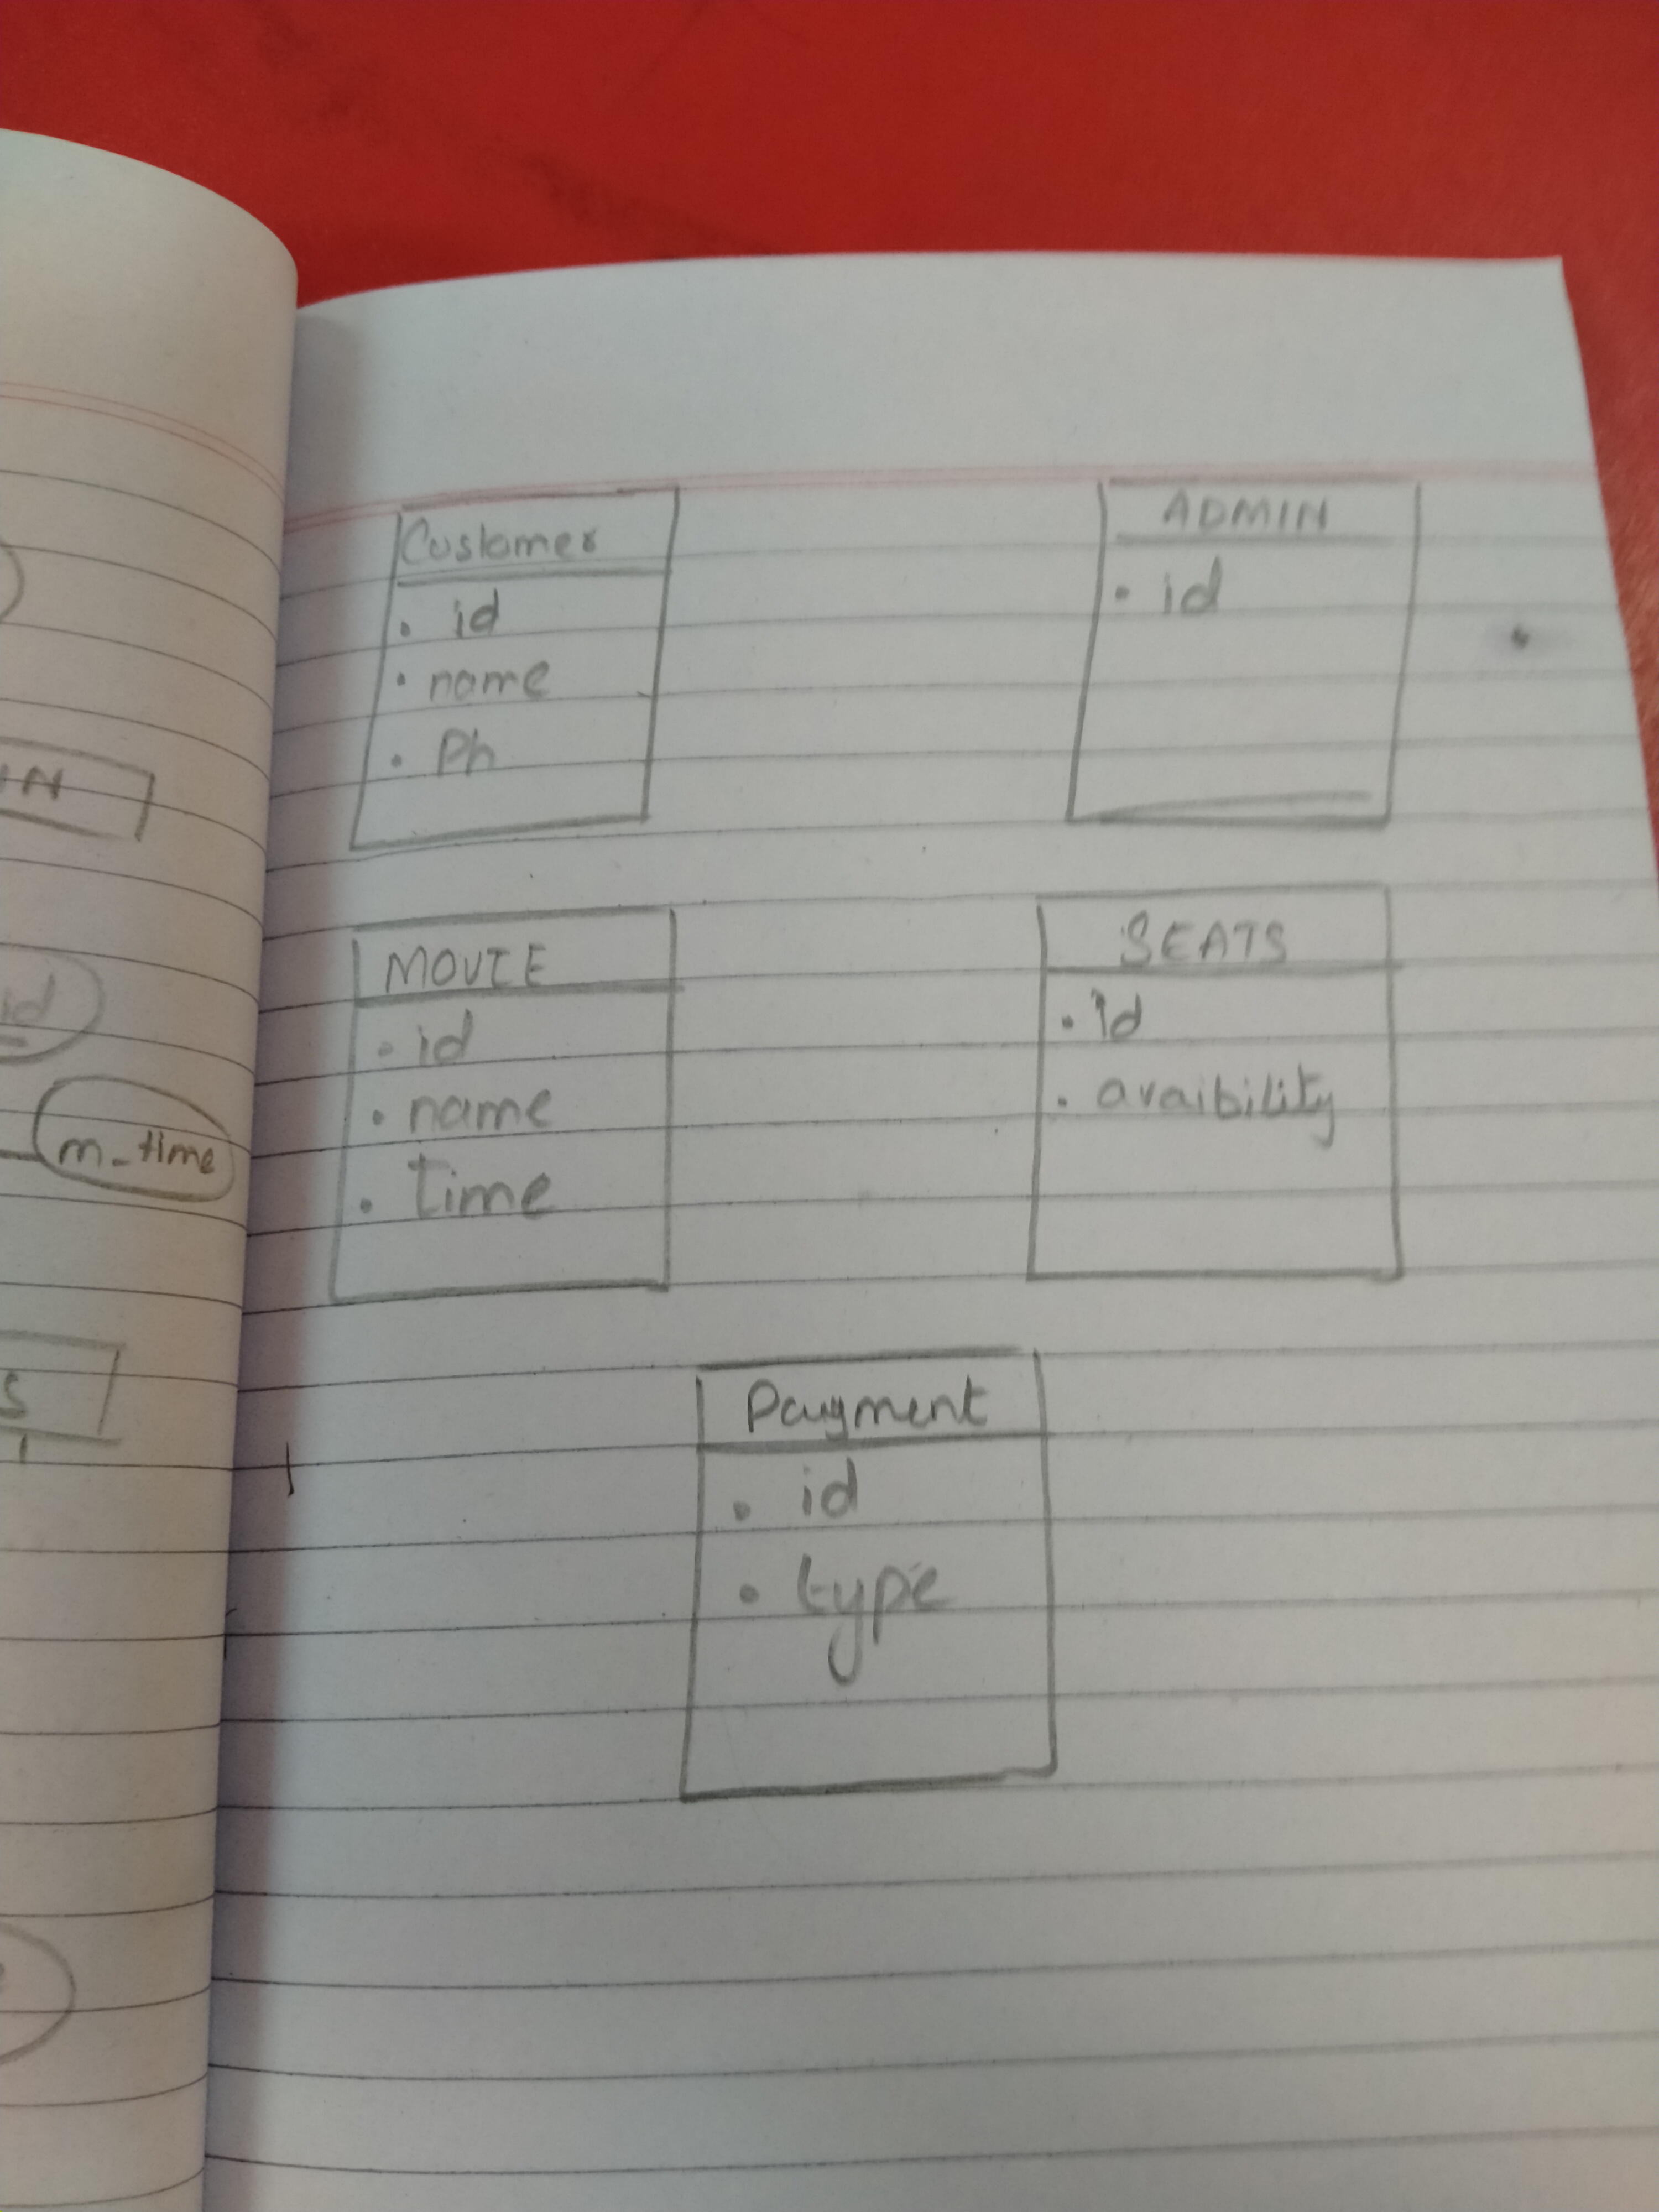 Customer
• id
• name
• Ph
ADMIN
• id
MOVIE
• id
• name
• time
SEATS
• id
• avaibility
Payment
• id
• type
IN
id
m_time
S